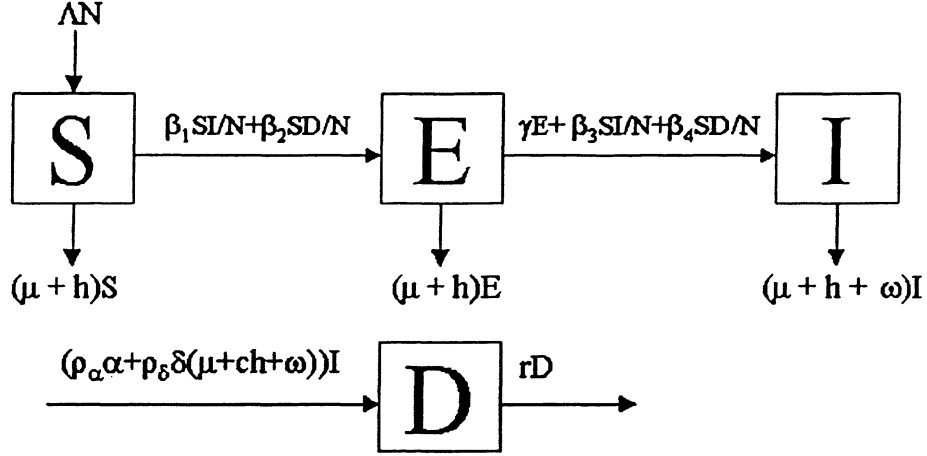 ΛN
S
β₁SI/N+β₂SD/N
E
γE+ β₃SI/N+β₄SD/N
I
(μ + h)S
(μ + h)E
(μ + h + ω)I
(ραα+ρδδ(μ+ch+ω))I
D
rD